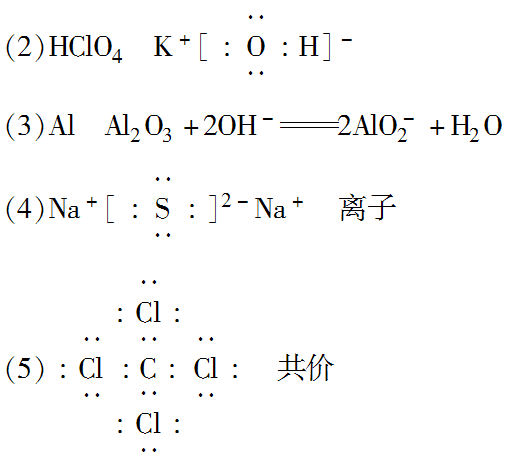 ··
(2)HClO₄ K⁺[ : O : H]⁻
··
(3)Al Al₂O₃ +2OH⁻ ══ 2AlO₂⁻ +H₂O
··
(4)Na⁺[ : S : ]²⁻Na⁺ 离子
··
··
: Cl :
·· ·· ··
(5) : Cl : C : Cl : 共价
·· ·· ··
: Cl :
··